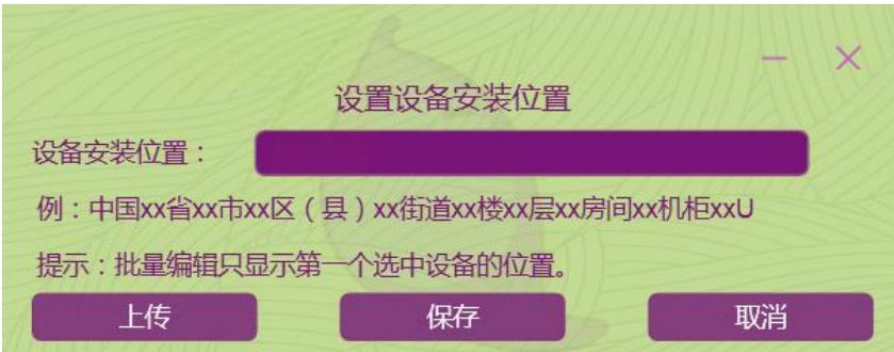 设置设备安装位置
设备安装位置：
例：中国xx省xx市xx区（县）xx街道xx楼xx层xx房间xx机柜xxU
提示：批量编辑只显示第一个选中设备的位置。
上传 保存 取消